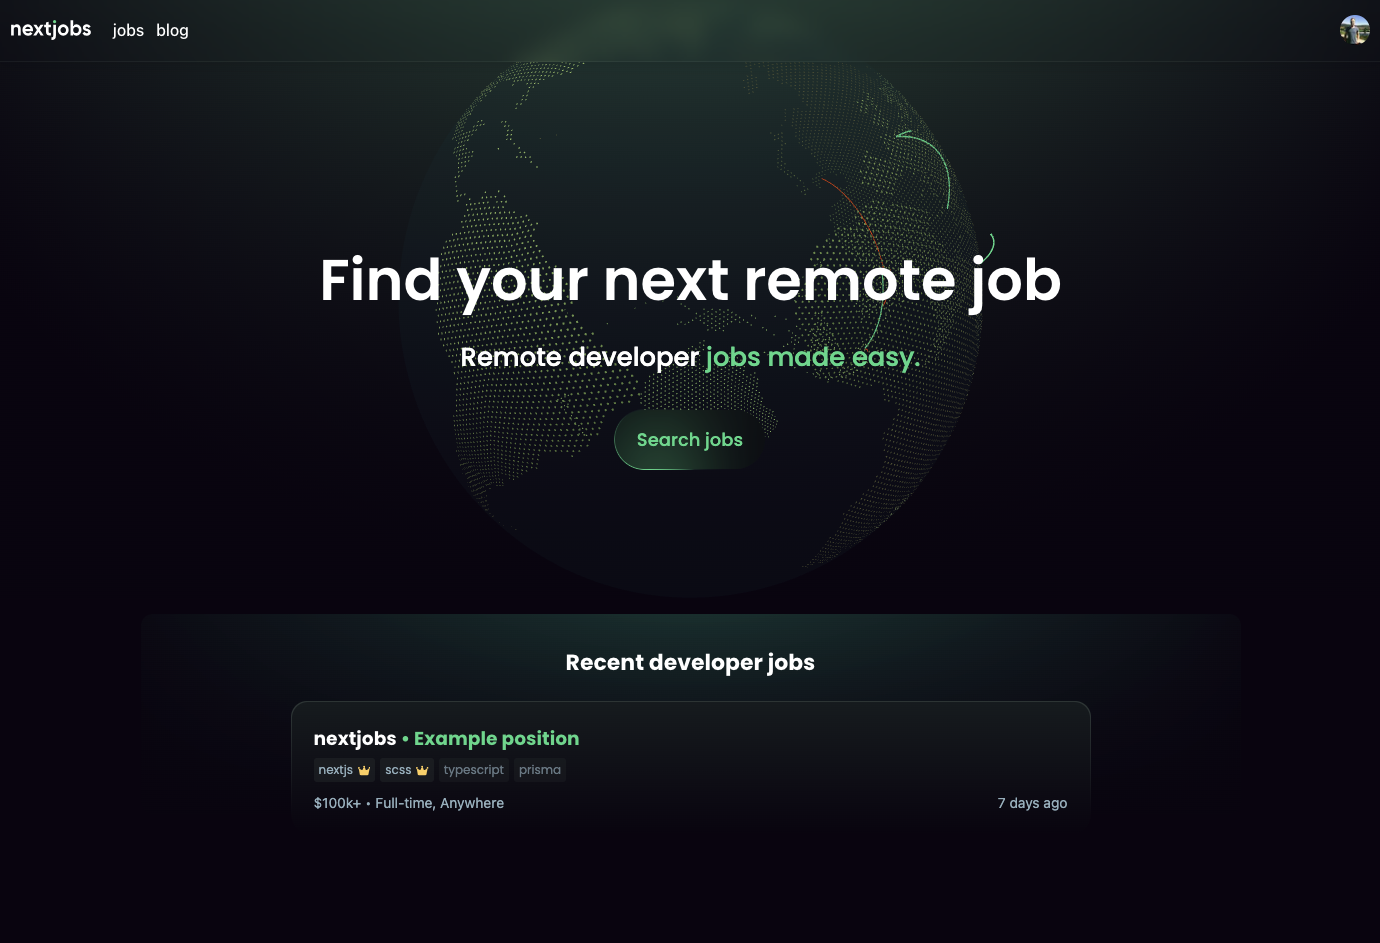 nextjobs jobs blog
Find your next remote job
Remote developer jobs made easy.
Search jobs
Recent developer jobs
nextjobs • Example position
nextjs scss typescript prisma
$100k+ • Full-time, Anywhere 7 days ago